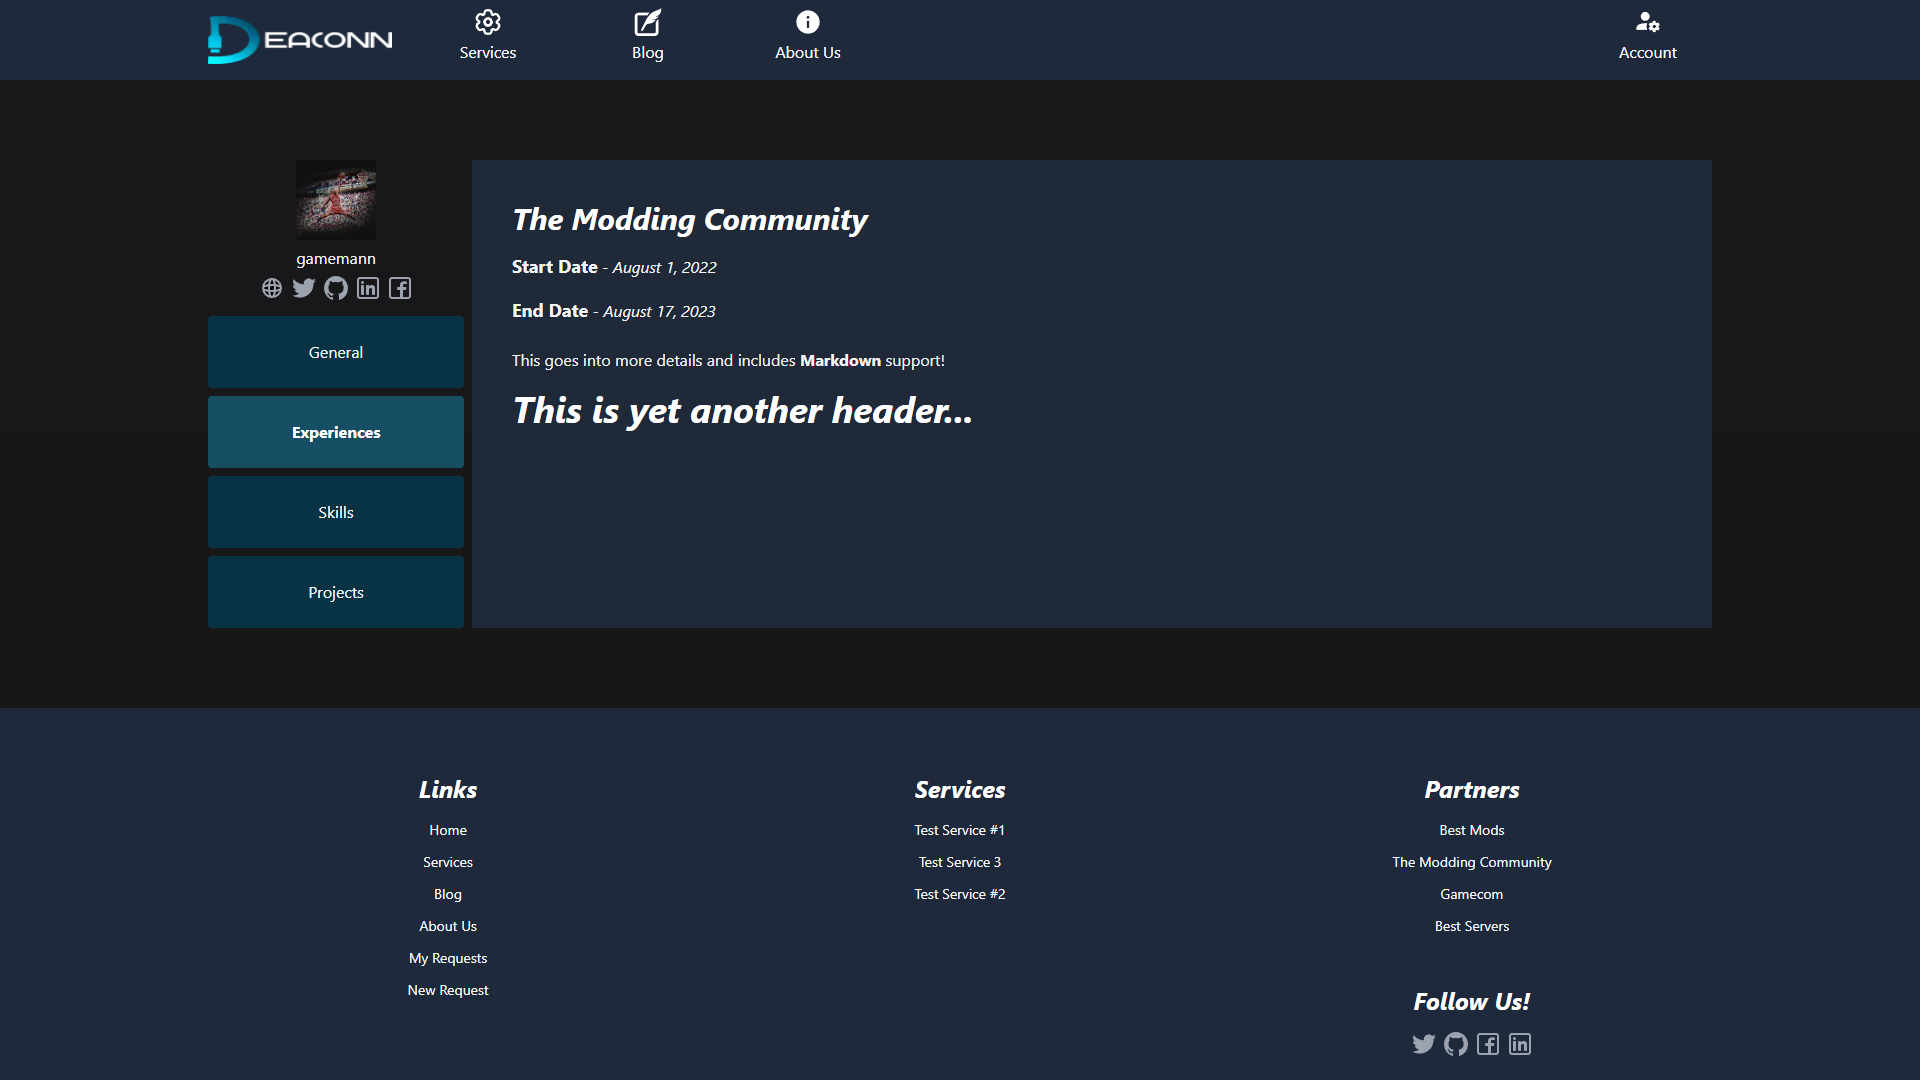 DEACONN
Services
Blog
About Us
Account
gamemann
General
Experiences
Skills
Projects
The Modding Community
Start Date - August 1, 2022
End Date - August 17, 2023
This goes into more details and includes Markdown support!
This is yet another header...
Links
Home
Services
Blog
About Us
My Requests
New Request
Services
Test Service #1
Test Service 3
Test Service #2
Partners
Best Mods
The Modding Community
Gamecom
Best Servers
Follow Us!